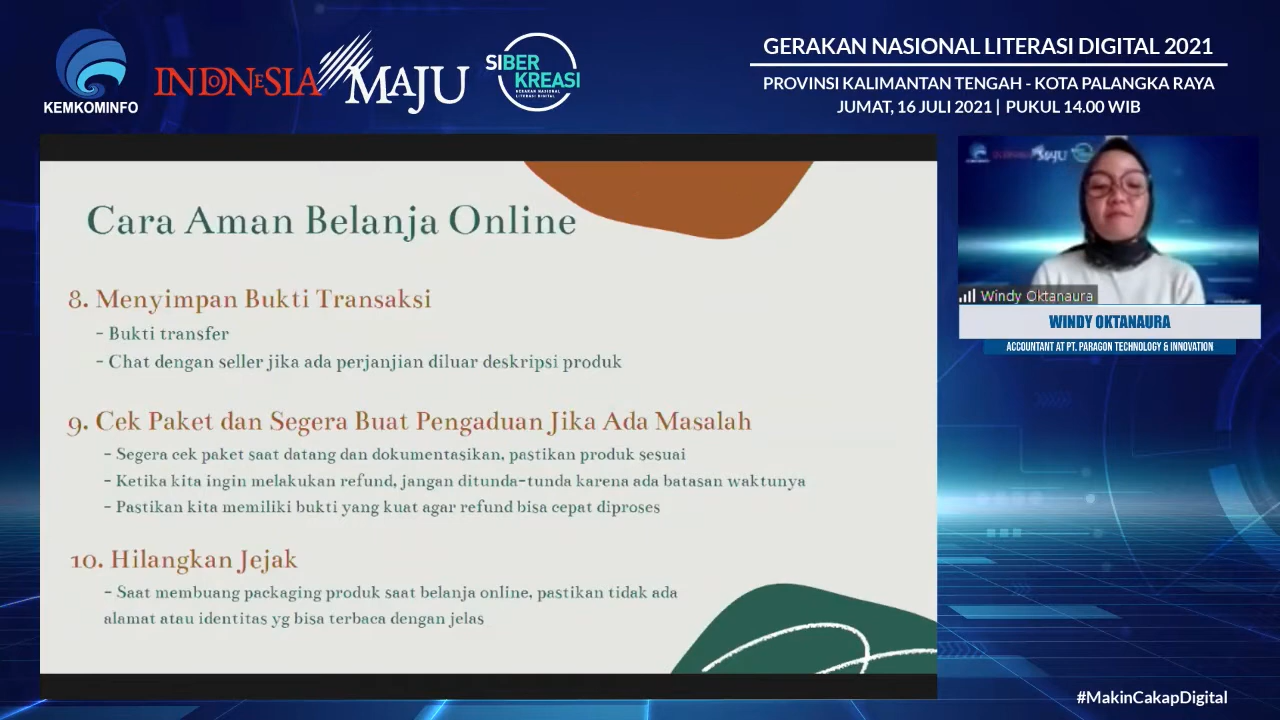 KEMKOMINFO
INDONESIA MAJU
SIBER KREASI
GERAKAN NASIONAL LITERASI DIGITAL
GERAKAN NASIONAL LITERASI DIGITAL 2021
PROVINSI KALIMANTAN TENGAH - KOTA PALANGKA RAYA
JUMAT, 16 JULI 2021 | PUKUL 14.00 WIB
Cara Aman Belanja Online
8. Menyimpan Bukti Transaksi
- Bukti transfer
- Chat dengan seller jika ada perjanjian diluar deskripsi produk
9. Cek Paket dan Segera Buat Pengaduan Jika Ada Masalah
- Segera cek paket saat datang dan dokumentasikan, pastikan produk sesuai
- Ketika kita ingin melakukan refund, jangan ditunda-tunda karena ada batasan waktunya
- Pastikan kita memiliki bukti yang kuat agar refund bisa cepat diproses
10. Hilangkan Jejak
- Saat membuang packaging produk saat belanja online, pastikan tidak ada
alamat atau identitas yg bisa terbaca dengan jelas
Windy Oktanaura
WINDY OKTANAURA
ACCOUNTANT AT PT. PARAGON TECHNOLOGY & INNOVATION
#MakinCakapDigital